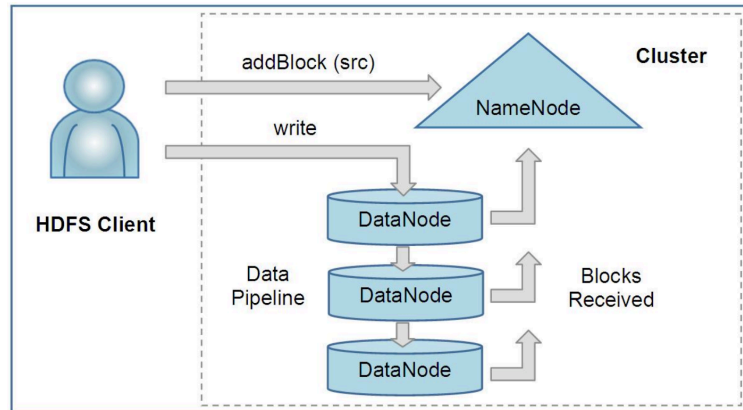 addBlock (src)
Cluster
NameNode
write
HDFS Client
DataNode
Data
Pipeline
DataNode
Blocks
Received
DataNode